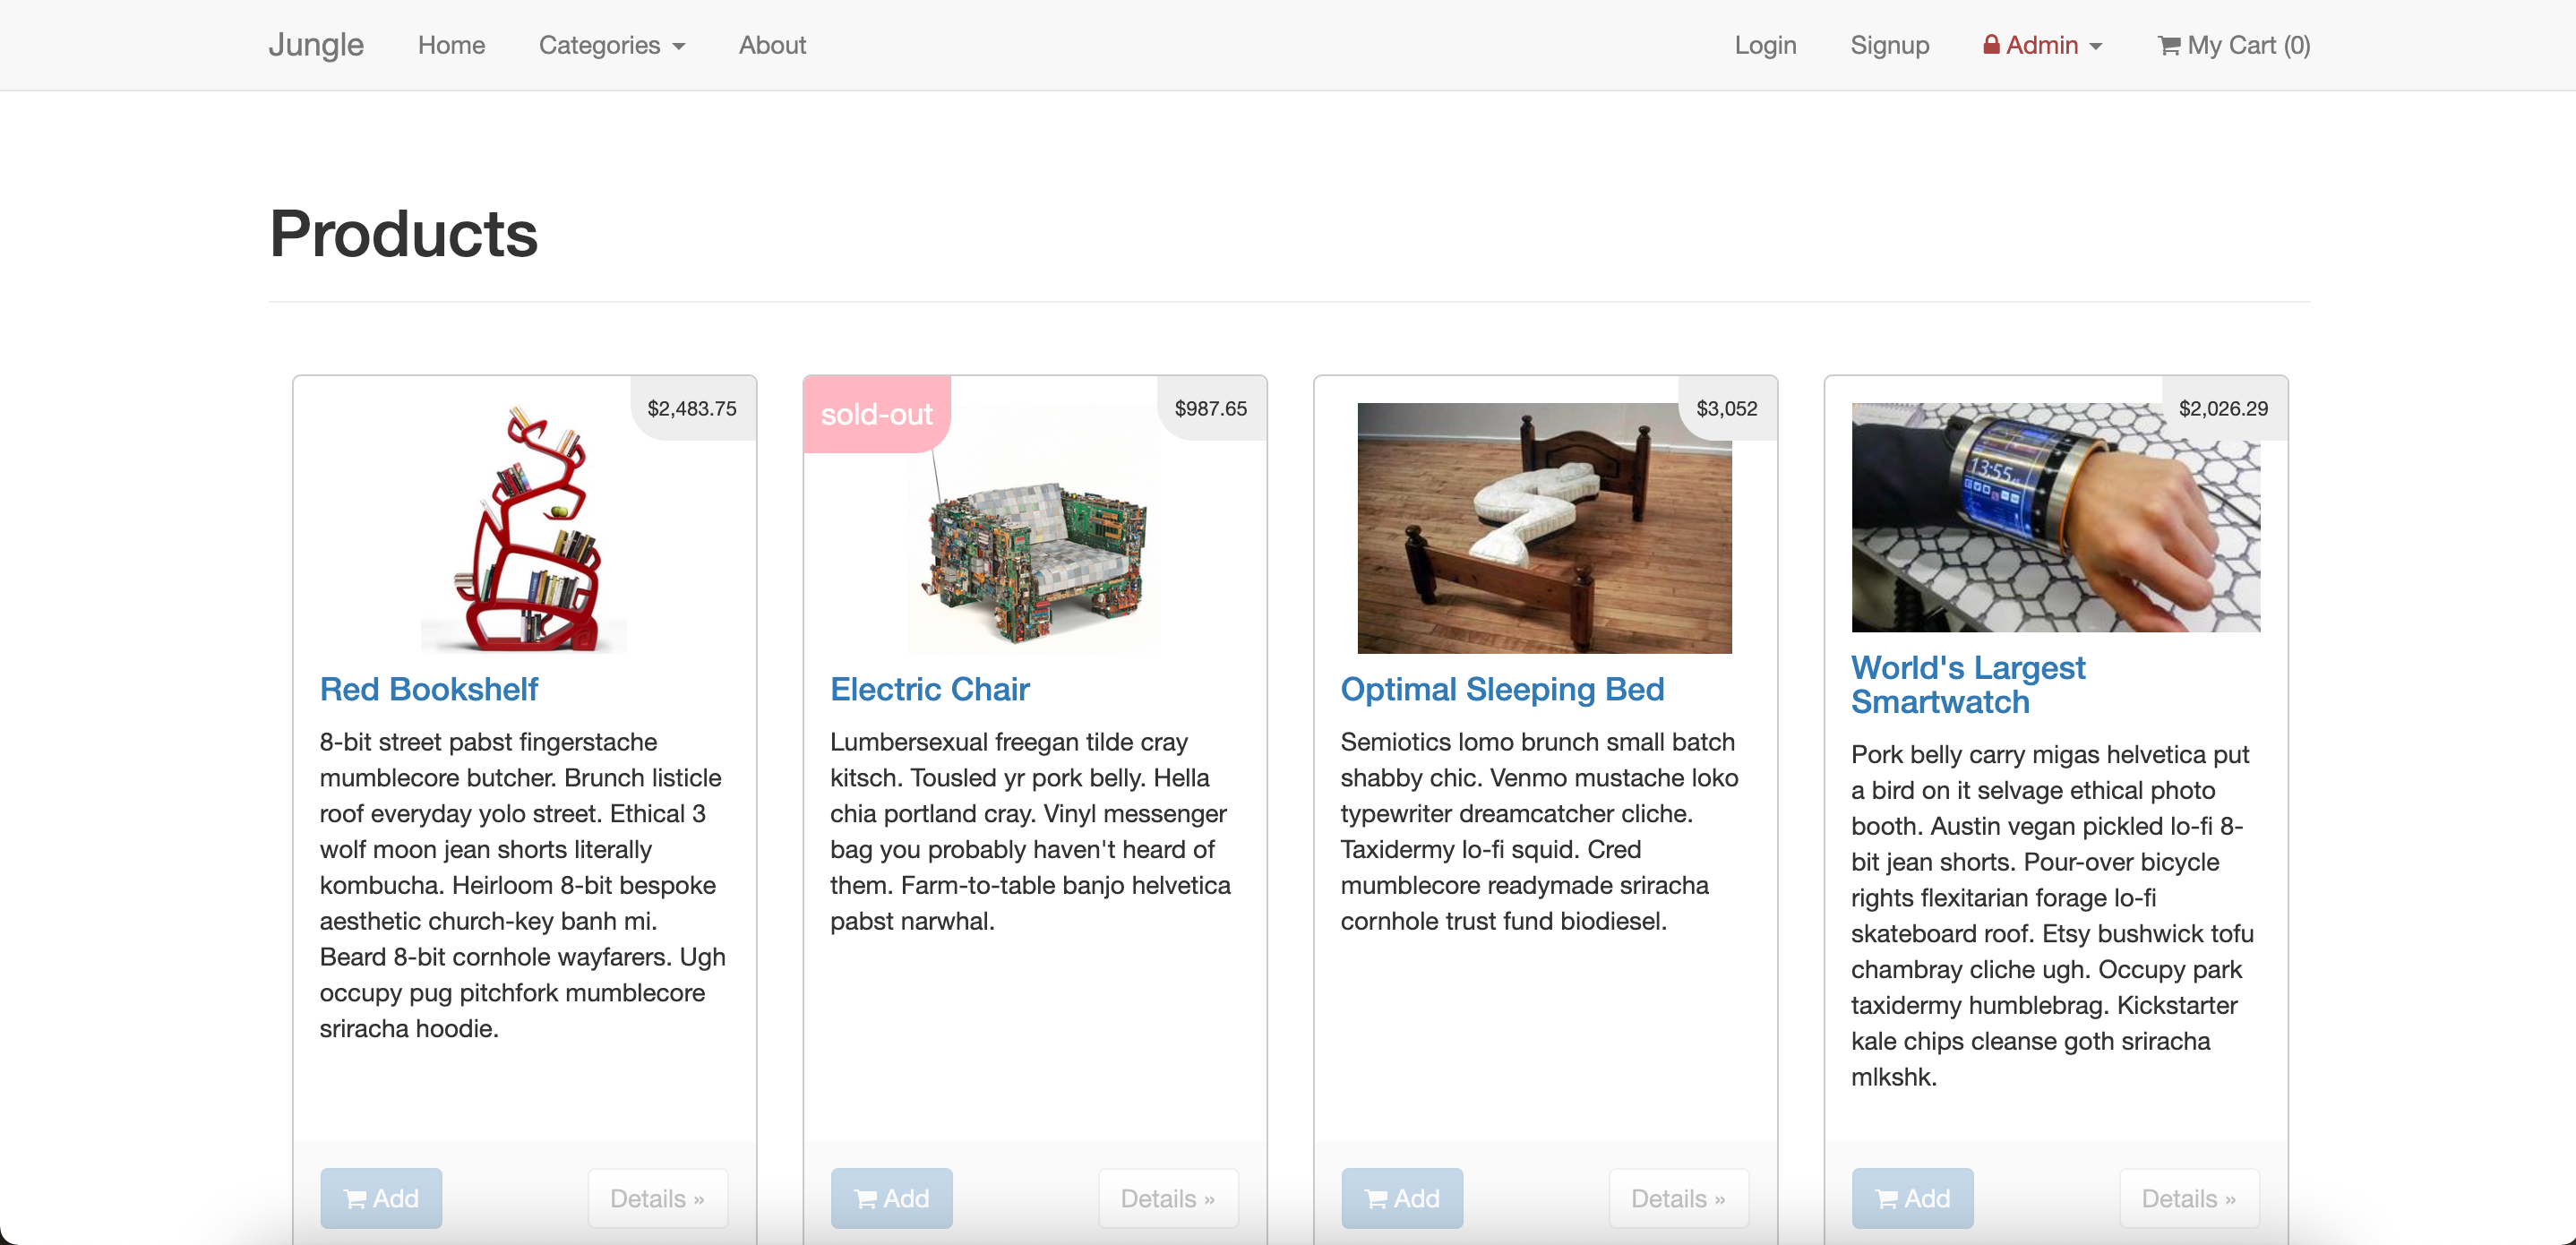 Jungle Home Categories About Login Signup Admin My Cart (0)
Products
$2,483.75
Red Bookshelf
8-bit street pabst fingerstache
mumblecore butcher. Brunch listicle
roof everyday yolo street. Ethical 3
wolf moon jean shorts literally
kombucha. Heirloom 8-bit bespoke
aesthetic church-key banh mi.
Beard 8-bit cornhole wayfarers. Ugh
occupy pug pitchfork mumblecore
sriracha hoodie.
Add Details »
sold-out $987.65
Electric Chair
Lumbersexual freegan tilde cray
kitsch. Tousled yr pork belly. Hella
chia portland cray. Vinyl messenger
bag you probably haven't heard of
them. Farm-to-table banjo helvetica
pabst narwhal.
Add Details »
$3,052
Optimal Sleeping Bed
Semiotics lomo brunch small batch
shabby chic. Venmo mustache loko
typewriter dreamcatcher cliche.
Taxidermy lo-fi squid. Cred
mumblecore readymade sriracha
cornhole trust fund biodiesel.
Add Details »
$2,026.29
13:55
World's Largest
Smartwatch
Pork belly carry migas helvetica put
a bird on it selvage ethical photo
booth. Austin vegan pickled lo-fi 8-
bit jean shorts. Pour-over bicycle
rights flexitarian forage lo-fi
skateboard roof. Etsy bushwick tofu
chambray cliche ugh. Occupy park
taxidermy humblebrag. Kickstarter
kale chips cleanse goth sriracha
mlkshk.
Add Details »